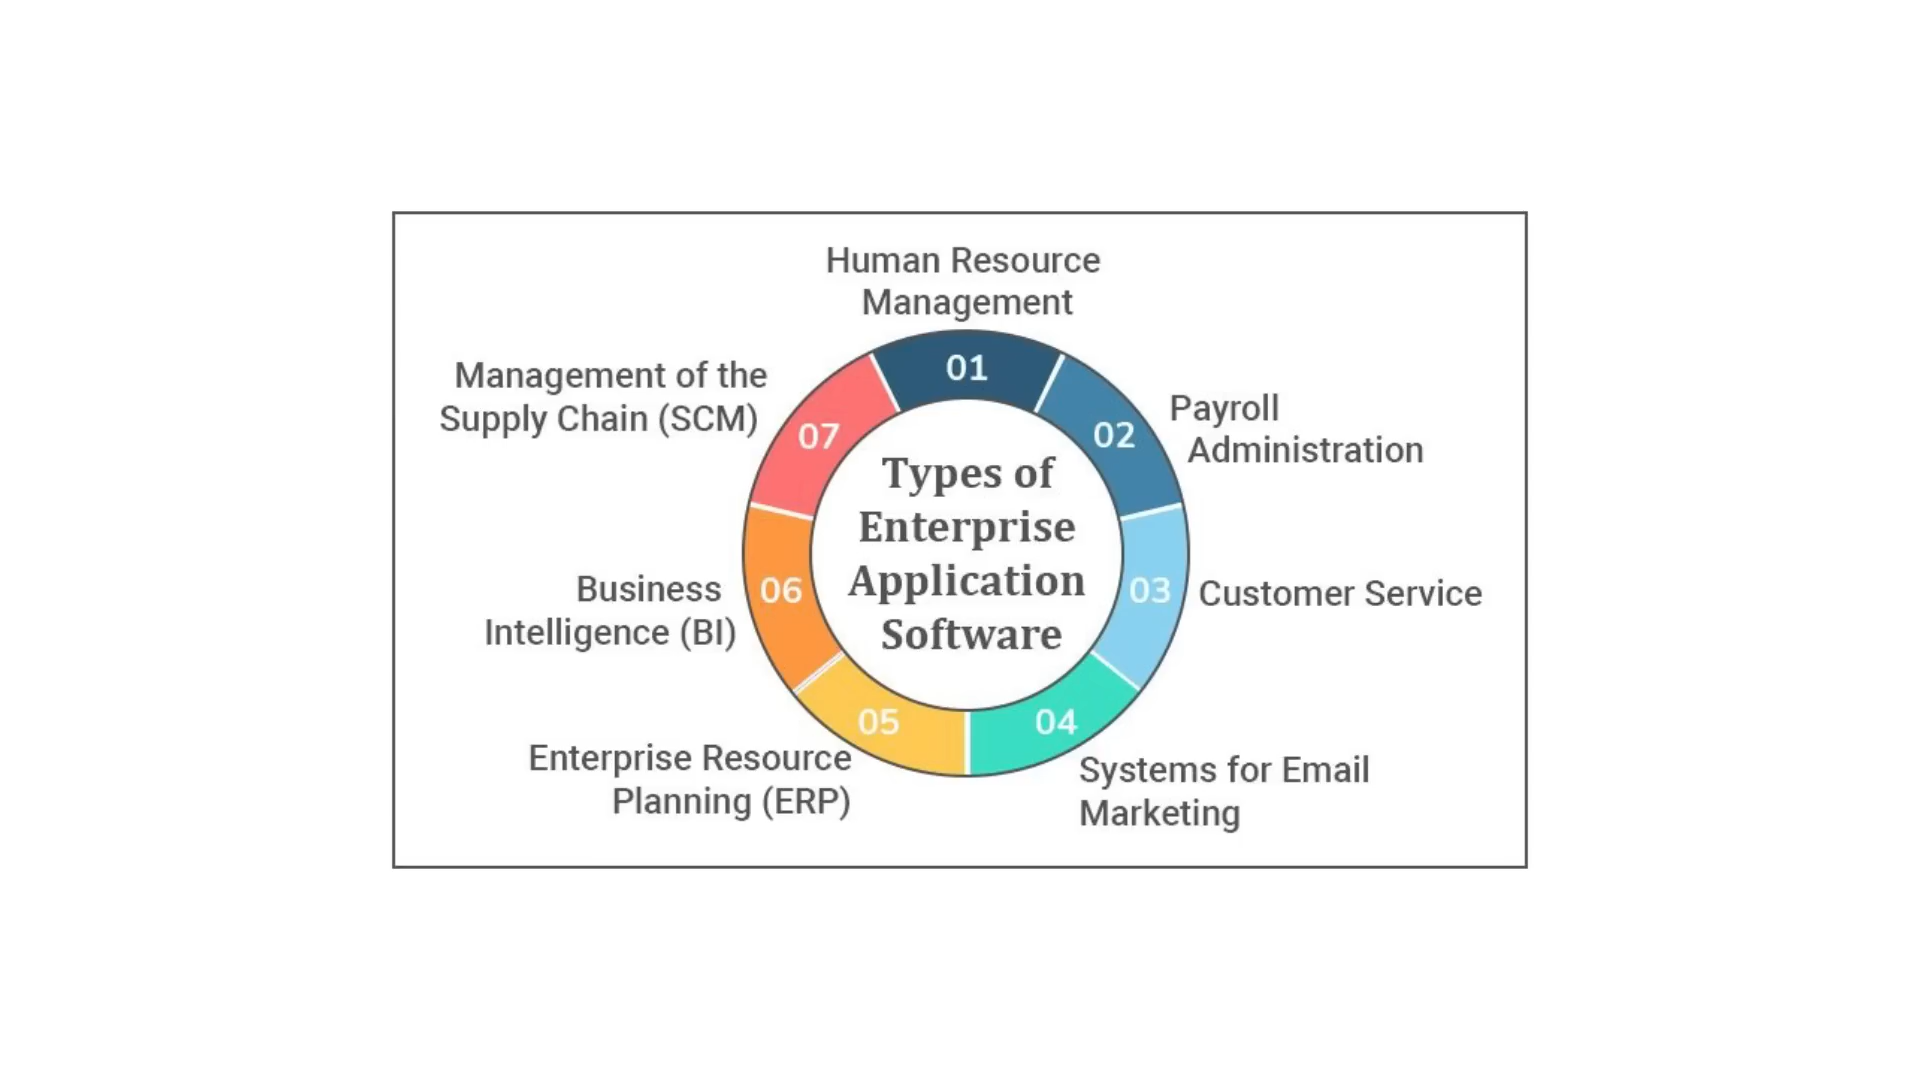 Human Resource
Management
01
02
Payroll
Administration
03
Customer Service
04
Systems for Email
Marketing
05
Enterprise Resource
Planning (ERP)
06
Business
Intelligence (BI)
07
Management of the
Supply Chain (SCM)
Types of
Enterprise
Application
Software